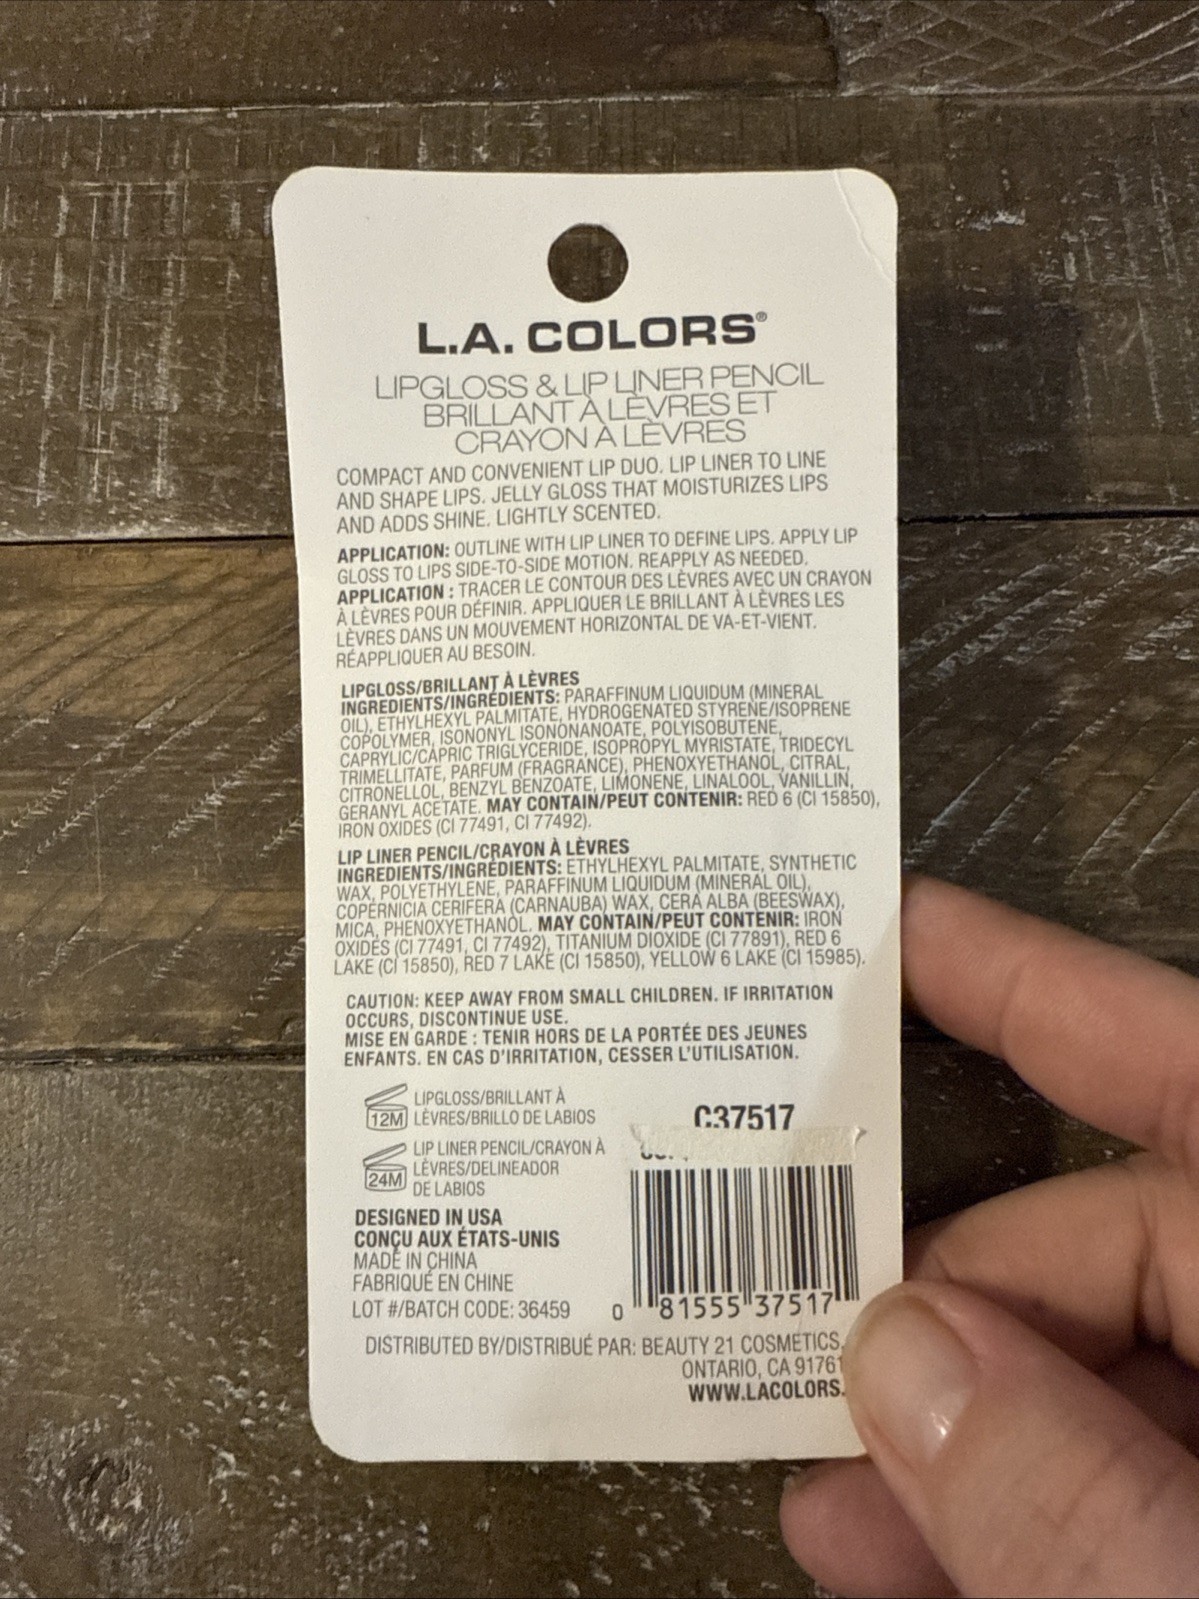 L.A. COLORS®
LIPGLOSS & LIP LINER PENCIL
BRILLANT À LÈVRES ET
CRAYON À LÈVRES
COMPACT AND CONVENIENT LIP DUO. LIP LINER TO LINE
AND SHAPE LIPS. JELLY GLOSS THAT MOISTURIZES LIPS
AND ADDS SHINE. LIGHTLY SCENTED.
APPLICATION: OUTLINE WITH LIP LINER TO DEFINE LIPS. APPLY LIP
GLOSS TO LIPS SIDE-TO-SIDE MOTION. REAPPLY AS NEEDED.
APPLICATION : TRACER LE CONTOUR DES LÈVRES AVEC UN CRAYON
À LÈVRES POUR DÉFINIR. APPLIQUER LE BRILLANT À LÈVRES LES
LÈVRES DANS UN MOUVEMENT HORIZONTAL DE VA-ET-VIENT.
RÉAPPLIQUER AU BESOIN.
LIPGLOSS/BRILLANT À LÈVRES
INGREDIENTS/INGRÉDIENTS: PARAFFINUM LIQUIDUM (MINERAL
OIL), ETHYLHEXYL PALMITATE, HYDROGENATED STYRENE/ISOPRENE
COPOLYMER, ISONONYL ISONONANOATE, POLYISOBUTENE,
CAPRYLIC/CAPRIC TRIGLYCERIDE, ISOPROPYL MYRISTATE, TRIDECYL
TRIMELLITATE, PARFUM (FRAGRANCE), PHENOXYETHANOL, CITRAL,
CITRONELLOL, BENZYL BENZOATE, LIMONENE, LINALOOL, VANILLIN,
GERANYL ACETATE. MAY CONTAIN/PEUT CONTENIR: RED 6 (CI 15850),
IRON OXIDES (CI 77491, CI 77492).
LIP LINER PENCIL/CRAYON À LÈVRES
INGREDIENTS/INGRÉDIENTS: ETHYLHEXYL PALMITATE, SYNTHETIC
WAX, POLYETHYLENE, PARAFFINUM LIQUIDUM (MINERAL OIL),
COPERNICIA CERIFERA (CARNAUBA) WAX, CERA ALBA (BEESWAX),
MICA, PHENOXYETHANOL. MAY CONTAIN/PEUT CONTENIR: IRON
OXIDES (CI 77491, CI 77492), TITANIUM DIOXIDE (CI 77891), RED 6
LAKE (CI 15850), RED 7 LAKE (CI 15850), YELLOW 6 LAKE (CI 15985).
CAUTION: KEEP AWAY FROM SMALL CHILDREN. IF IRRITATION
OCCURS, DISCONTINUE USE.
MISE EN GARDE : TENIR HORS DE LA PORTÉE DES JEUNES
ENFANTS. EN CAS D'IRRITATION, CESSER L'UTILISATION.
12M LIPGLOSS/BRILLANT À
LÈVRES/BRILLO DE LABIOS
24M LIP LINER PENCIL/CRAYON À
LÈVRES/DELINEADOR
DE LABIOS
C37517
DESIGNED IN USA
CONÇU AUX ÉTATS-UNIS
MADE IN CHINA
FABRIQUÉ EN CHINE
LOT #/BATCH CODE: 36459
0 81555 37517
DISTRIBUTED BY/DISTRIBUÉ PAR: BEAUTY 21 COSMETICS,
ONTARIO, CA 91761
WWW.LACOLORS.